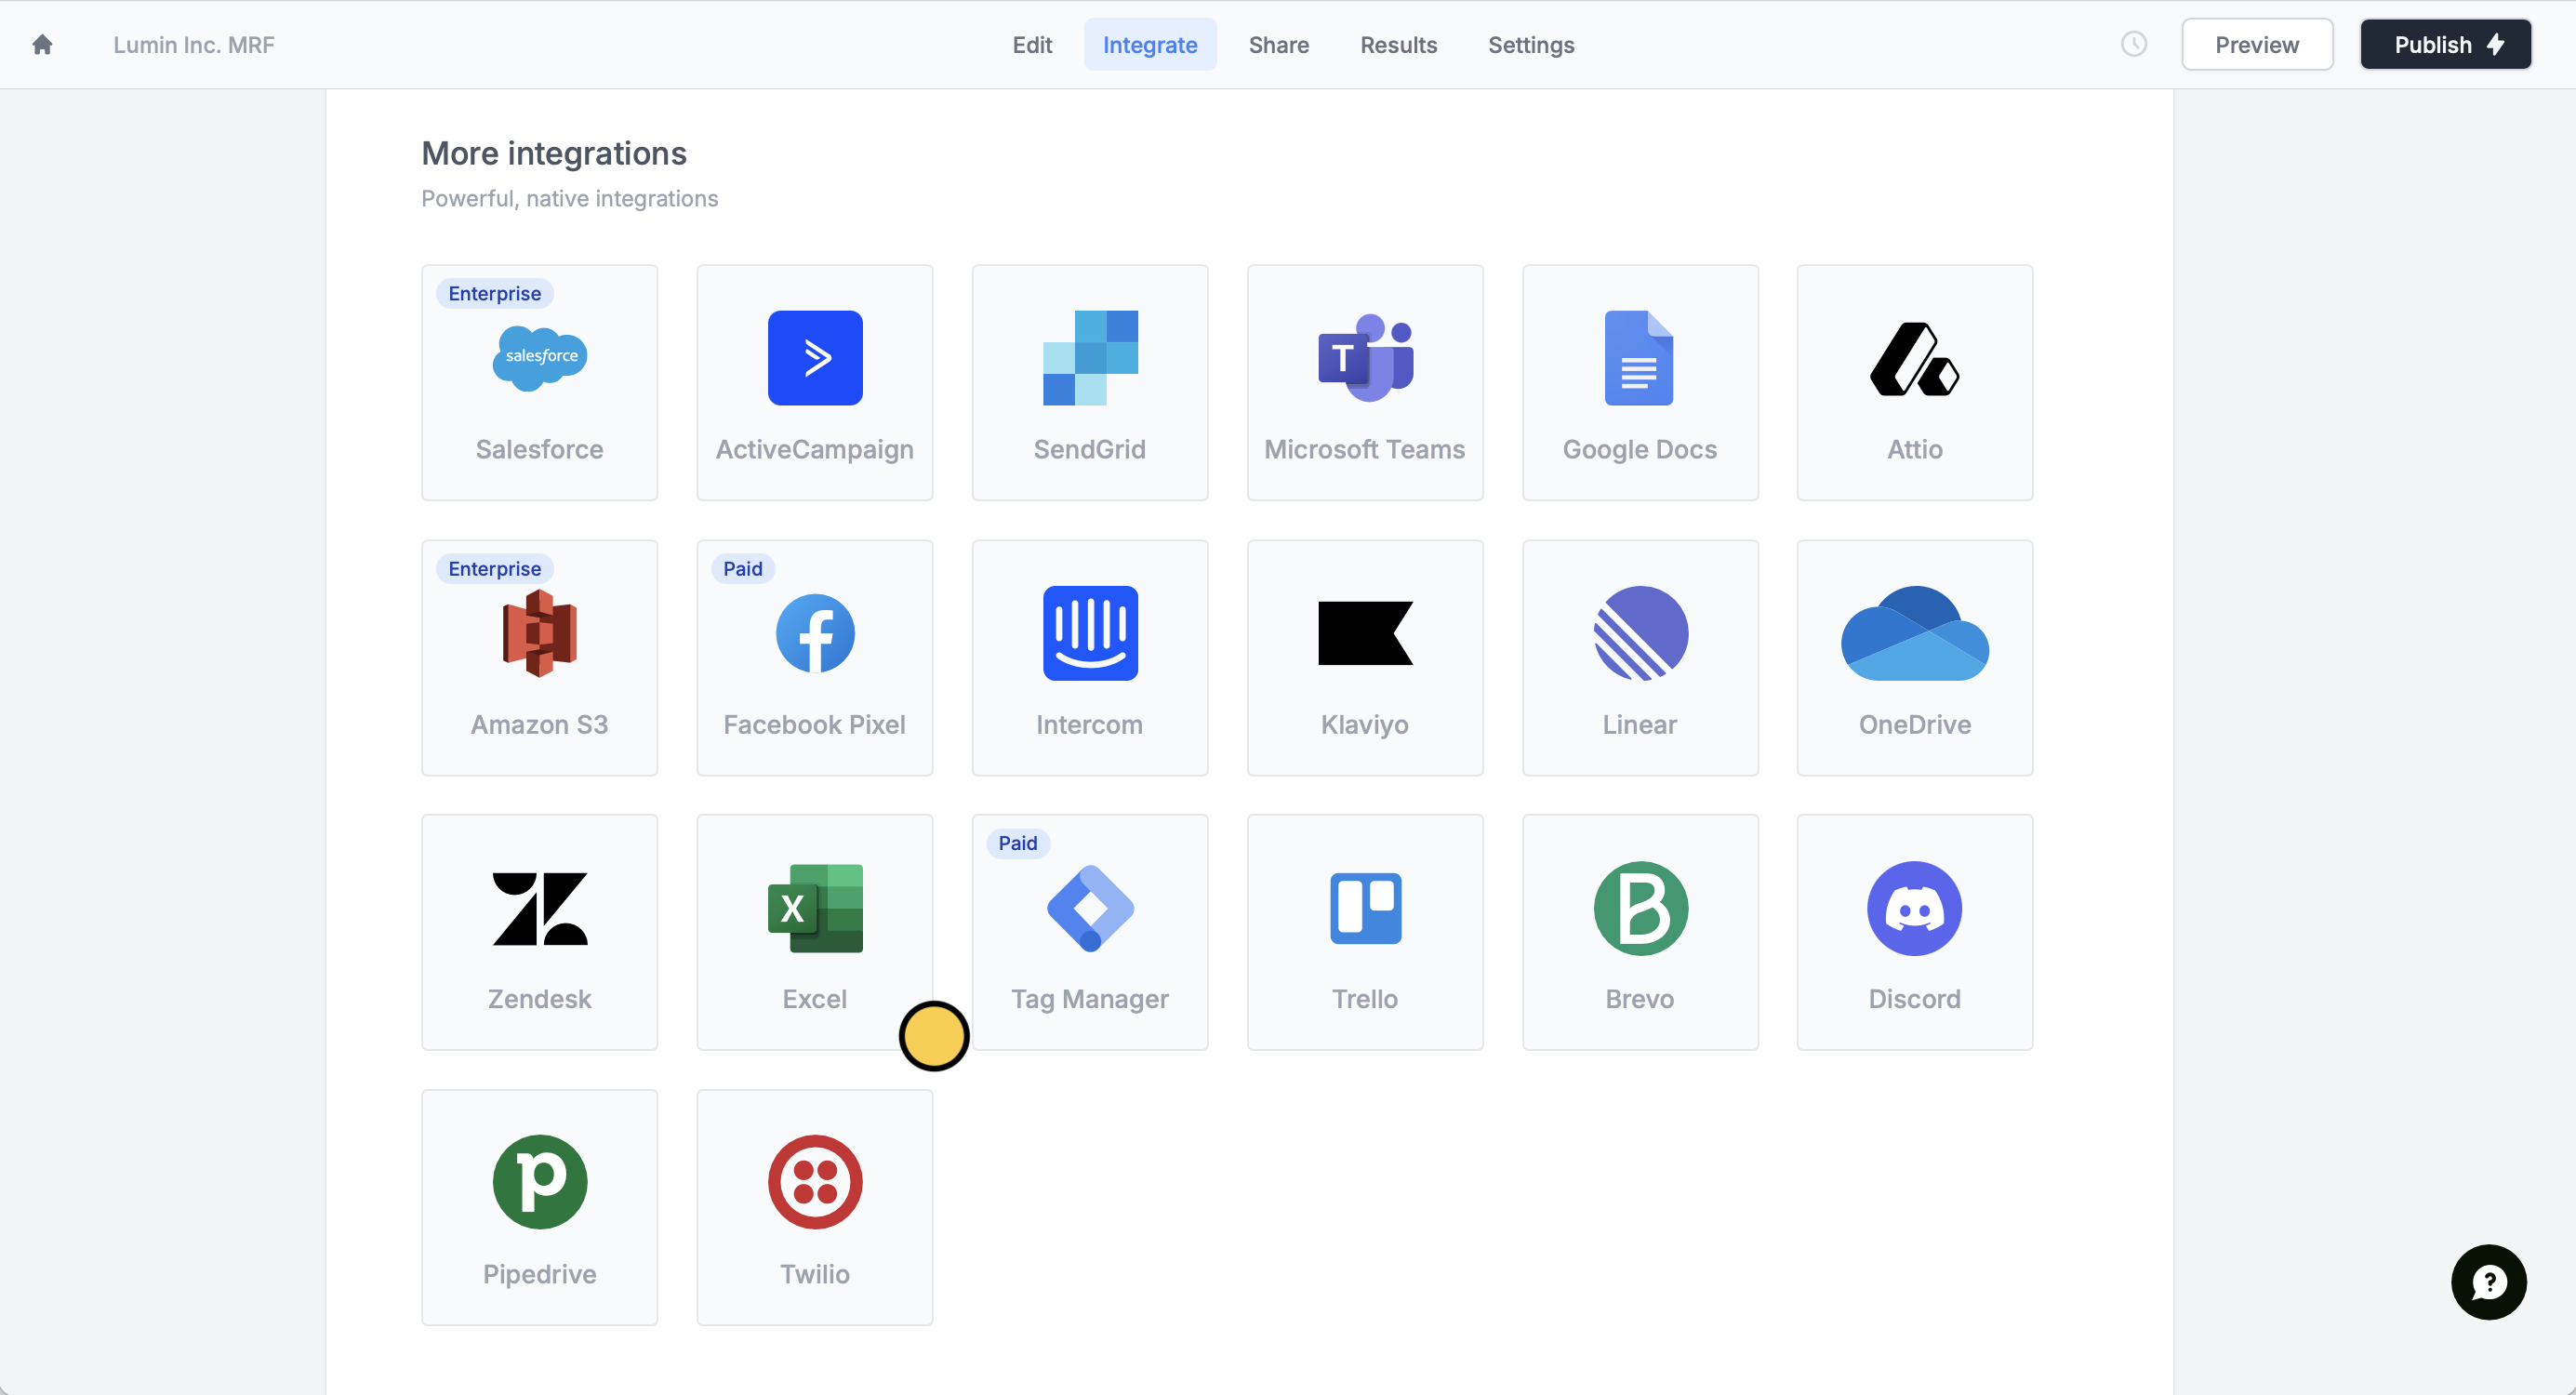 Lumin Inc. MRF
Edit Integrate Share Results Settings
Preview Publish
More integrations
Powerful, native integrations
Enterprise
salesforce
Salesforce ActiveCampaign SendGrid Microsoft Teams Google Docs Attio
T
Enterprise Paid
Amazon S3 Facebook Pixel Intercom Klaviyo Linear OneDrive
Paid
X
Zendesk Excel Tag Manager Trello Brevo Discord
Pipedrive Twilio